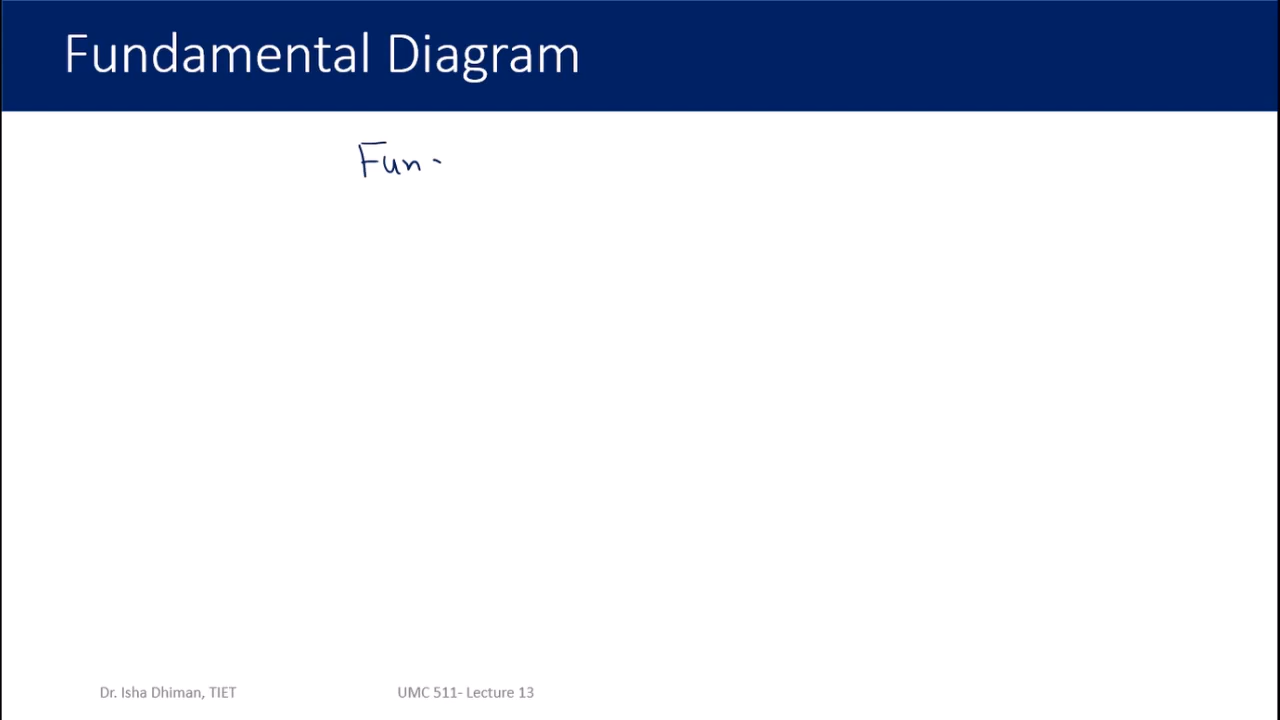 Fundamental Diagram
Fun
Dr. Isha Dhiman, TIET
UMC 511- Lecture 13